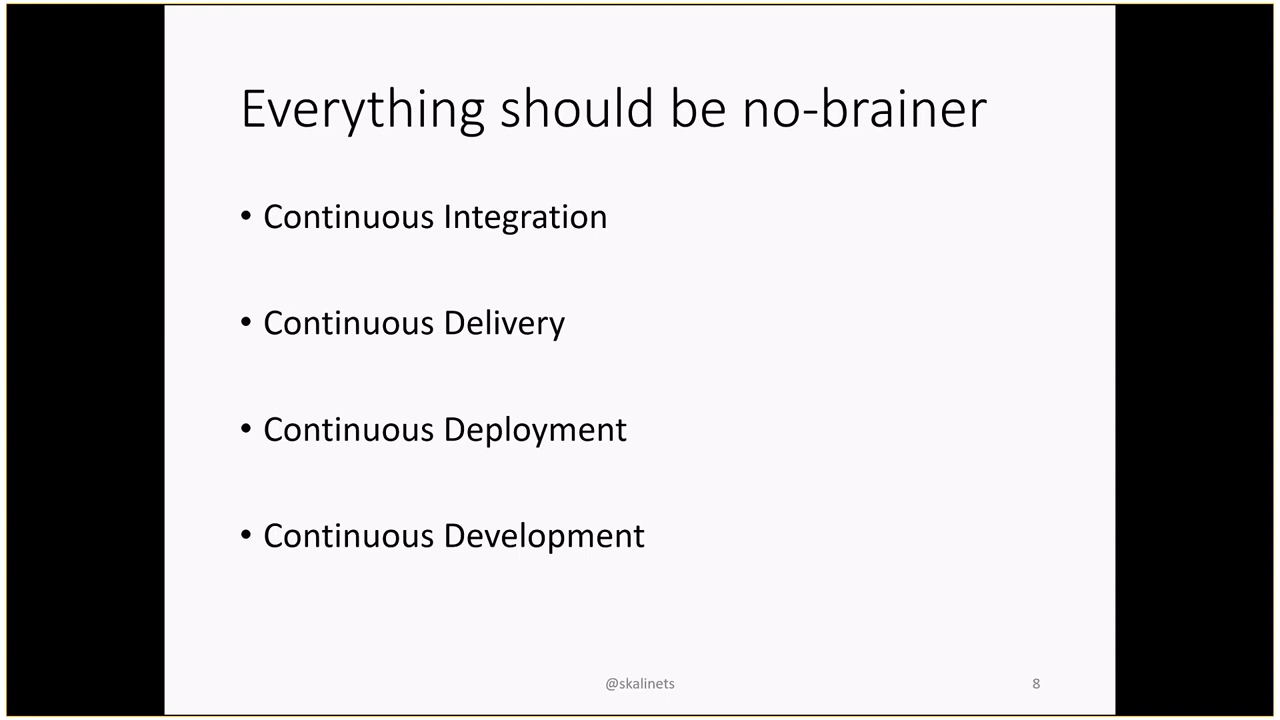 Everything should be no-brainer
• Continuous Integration
• Continuous Delivery
• Continuous Deployment
• Continuous Development
@skalinets
8